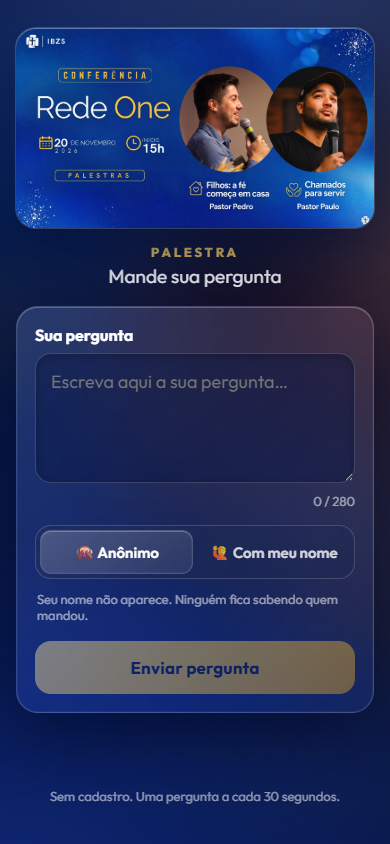 IBZS
CONFERÊNCIA
Rede One
20 DE NOVEMBRO
2026
INÍCIO
15h
PALESTRAS
Filhos: a fé
começa em casa
Pastor Pedro
Chamados
para servir
Pastor Paulo
PALESTRA
Mande sua pergunta
Sua pergunta
Escreva aqui a sua pergunta...
0 / 280
Anônimo
Com meu nome
Seu nome não aparece. Ninguém fica sabendo quem
mandou.
Enviar pergunta
Sem cadastro. Uma pergunta a cada 30 segundos.